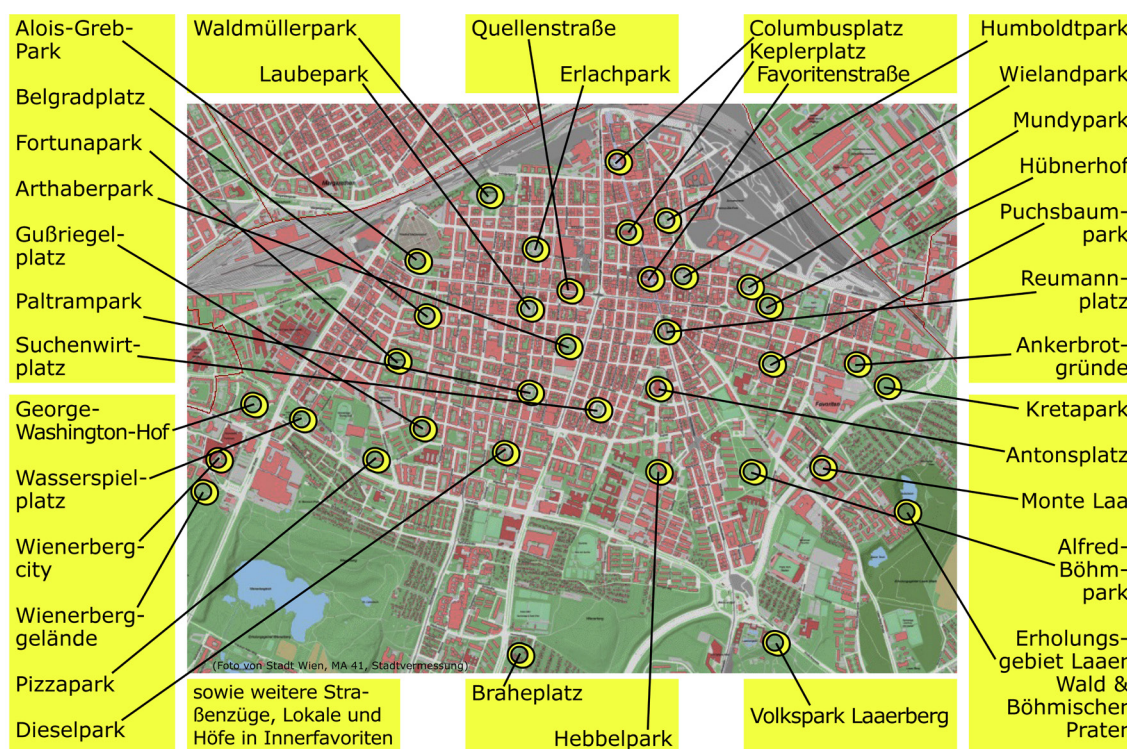 Alois-Greb-
Park
Belgradplatz
Fortunapark
Arthaberpark
Gußriegel-
platz
Paltrampark
Suchenwirt-
platz
George-
Washington-Hof
Wasserspiel-
platz
Wienerberg-
city
Wienerberg-
gelände
Pizzapark
Dieselpark
Waldmüllerpark
Laubepark
Quellenstraße
Erlachpark
Columbusplatz
Keplerplatz
Favoritenstraße
Humboldtpark
Wielandpark
Mundypark
Hübnerhof
Puchsbaum-
park
Reumann-
platz
Ankerbrot-
gründe
Kretapark
Antonsplatz
Monte Laa
Alfred-
Böhm-
park
Erholungs-
gebiet Laaer
Wald &
Böhmischer
Prater
Margareten
Favoriten
(Foto von Stadt Wien, MA 41, Stadtvermessung)
sowie weitere Stra-
ßenzüge, Lokale und
Höfe in Innerfavoriten
Braheplatz
Hebbelpark
Volkspark Laaerberg